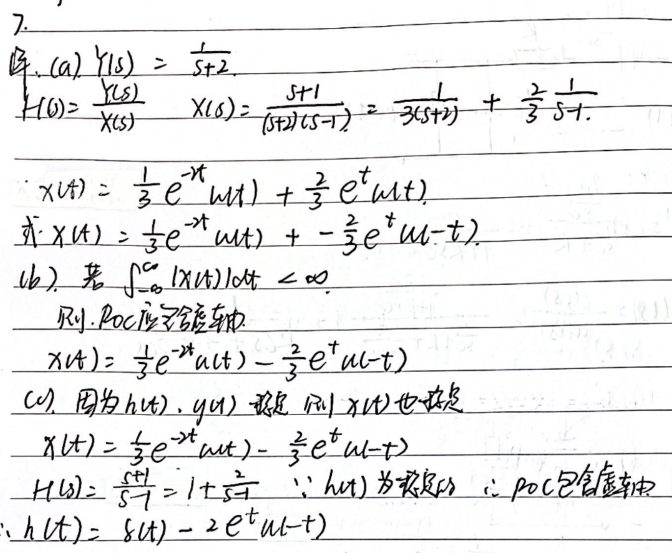 7.
解. (a) Y(s) = 1/(s+2).
H(s) = Y(s)/X(s)   X(s) = (s+1)/((s+2)(s-1)) = 1/(3(s+2)) + 2/3 1/(s-1).
∴ x(t) = 1/3 e^{-2t} u(t) + 2/3 e^t u(t).
或 x(t) = 1/3 e^{-2t} u(t) + -2/3 e^t u(-t).
(b). 若 ∫_{-∞}^{∞} |x(t)|dt < ∞.
则. ROC应包含虚轴.
x(t) = 1/3 e^{-2t} u(t) - 2/3 e^t u(-t)
(c). 因为h(t). y(t) 稳定 则 x(t)也稳定
x(t) = 1/3 e^{-2t} u(t) - 2/3 e^t u(-t)
H(s) = (s+1)/(s-1) = 1 + 2/(s-1) ∵ h(t)为稳定的 ∴ ROC包含虚轴
∴ h(t) = δ(t) - 2e^t u(-t)